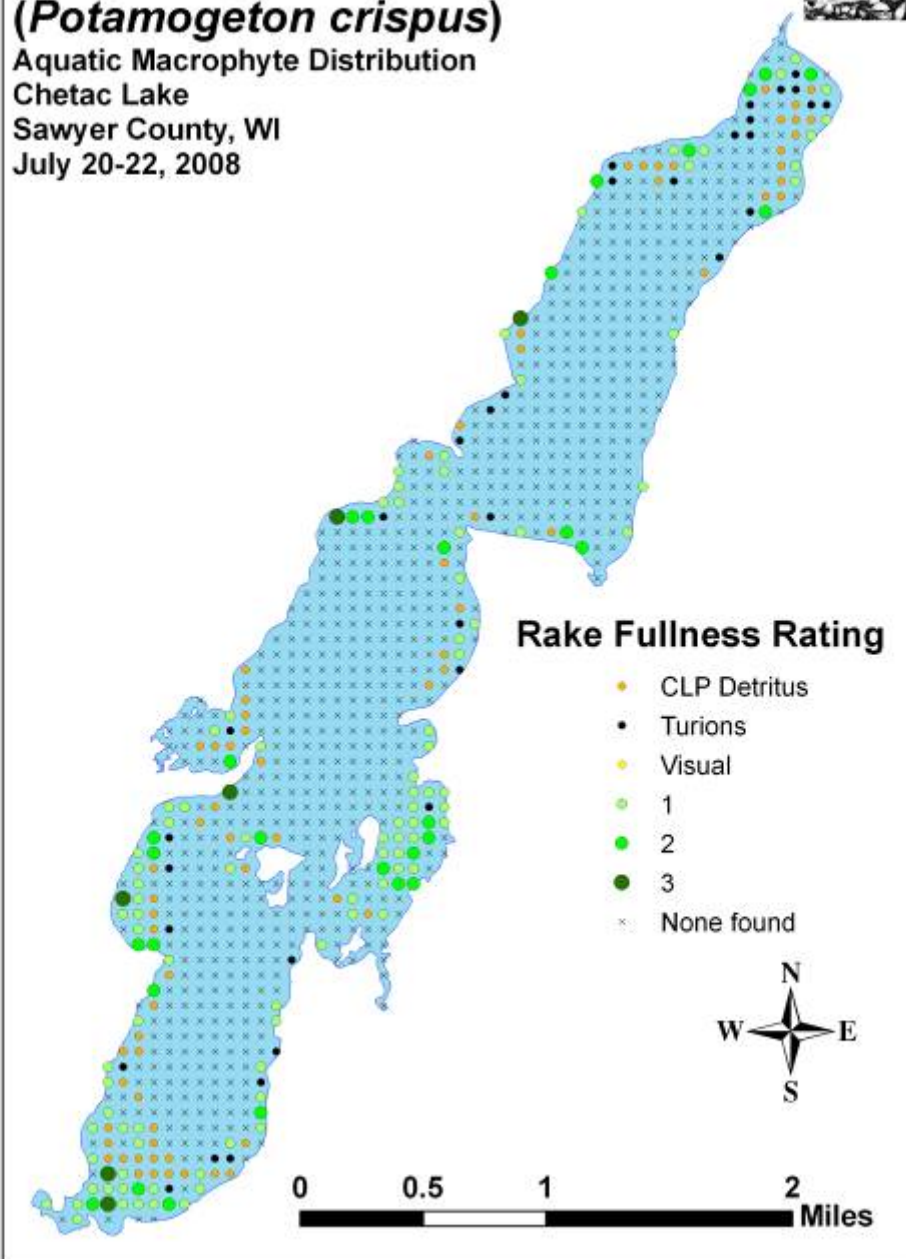 (Potamogeton crispus)
Aquatic Macrophyte Distribution
Chetac Lake
Sawyer County, WI
July 20-22, 2008
Rake Fullness Rating
CLP Detritus
Turions
Visual
1
2
3
None found
N
W E
S
0 0.5 1 2
Miles